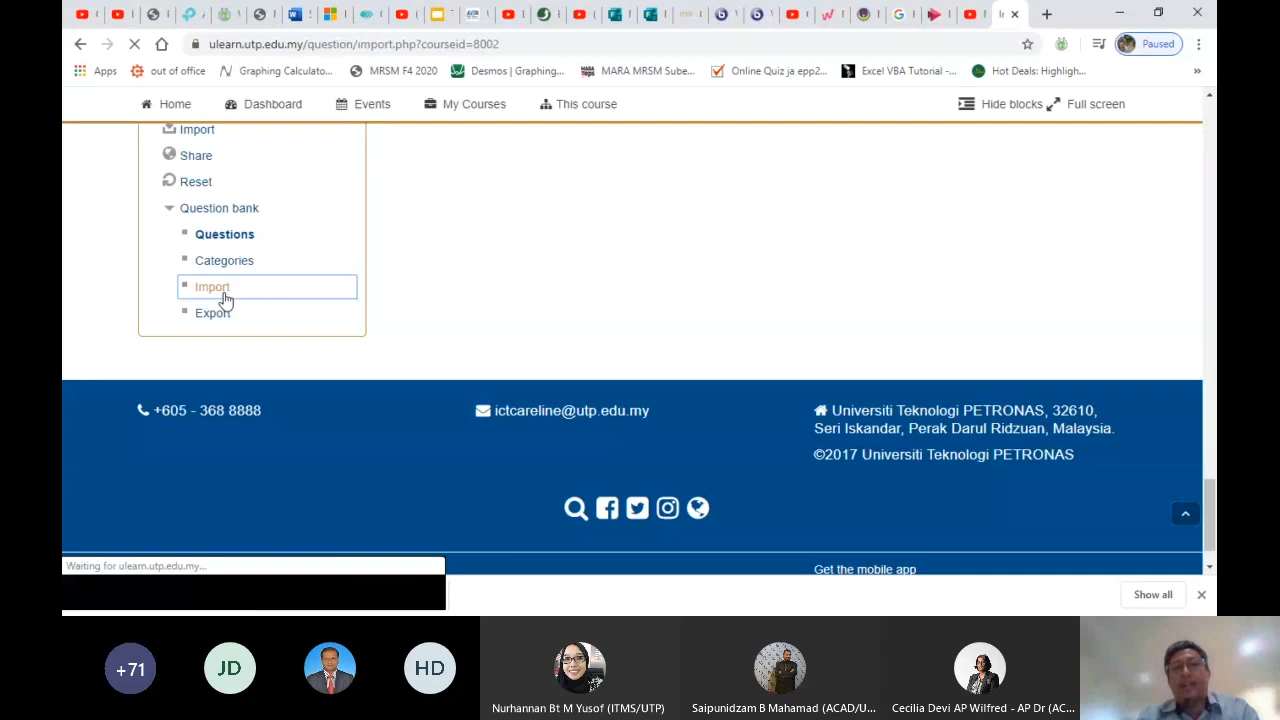 ulearn.utp.edu.my/question/import.php?courseid=8002
Paused
Apps
out of office
Graphing Calculato...
MRSM F4 2020
Desmos | Graphing...
MARA MRSM Sube...
Online Quiz ja epp2...
Excel VBA Tutorial -...
Hot Deals: Highligh...
»
Home
Dashboard
Events
My Courses
This course
Hide blocks
Full screen
Import
Share
Reset
Question bank
Questions
Categories
Import
Export
+605 - 368 8888
ictcareline@utp.edu.my
Universiti Teknologi PETRONAS, 32610,
Seri Iskandar, Perak Darul Ridzuan, Malaysia.
©2017 Universiti Teknologi PETRONAS
Get the mobile app
Waiting for ulearn.utp.edu.my...
Show all
+71
JD
HD
Nurhannan Bt M Yusof (ITMS/UTP)
Saipunidzam B Mahamad (ACAD/U...
Cecilia Devi AP Wilfred - AP Dr (AC...